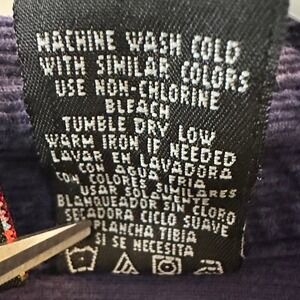 MACHINE WASH COLD
WITH SIMILAR COLORS
USE NON-CHLORINE
BLEACH
TUMBLE DRY LOW
WARM IRON IF NEEDED
LAVAR EN LAVADORA
CON AGUA FRIA
CON COLORES SIMILARES
USAR SOLAMENTE
BLANQUEADOR SIN CLORO
SECADORA CICLO SUAVE
PLANCHA TIBIA
SI SE NECESITA